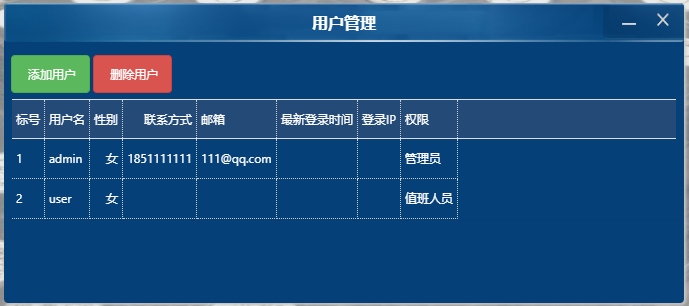 用户管理
添加用户 删除用户
标号 用户名 性别 联系方式 邮箱 最新登录时间 登录IP 权限
1 admin 女 1851111111 111@qq.com 管理员
2 user 女 值班人员